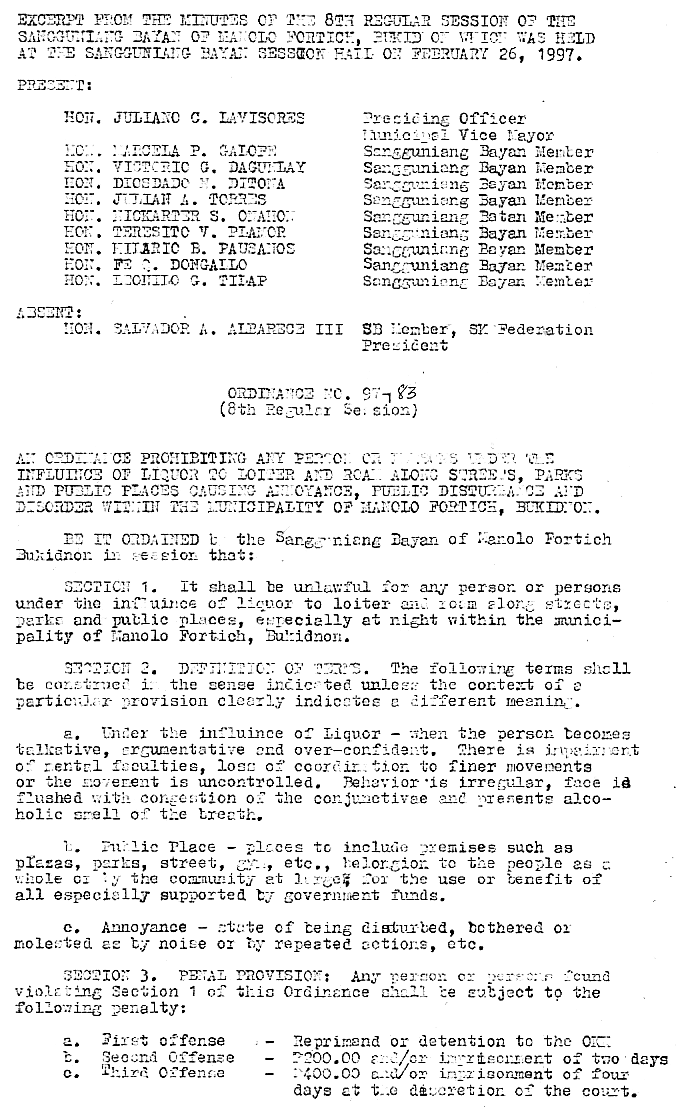 EXCERPT FROM THE MINUTES OF THE 8TH REGULAR SESSION OF THE
SANGGUNIANG BAYAN OF MANOLO FORTICH, BUKIDNON WHICH WAS HELD
AT THE SANGGUNIANG BAYAN SESSION HALL ON FEBRUARY 26, 1997.
PRESENT:
HON. JULIANO C. LAVISORES Presiding Officer
Municipal Vice Mayor
HON. MARCELA P. GALOPE Sangguniang Bayan Member
HON. VICTORIC G. DAGUMLAY Sangguniang Bayan Member
HON. DIOSDADO N. DITONA Sangguniang Bayan Member
HON. JULIAN A. TORRES Sangguniang Bayan Member
HON. NICKARTER S. ONAHON Sangguniang Batan Member
HON. TERESITO V. PLANOR Sangguniang Bayan Member
HON. HILARIO B. PAUSANOS Sangguniang Bayan Member
HON. FE DONGALLO Sangguniang Bayan Member
HON. LEONILO G. TILAP Sangguniang Bayan Member
ABSENT:
HON. SALVADOR A. ALBARECE III SB Member, SK Federation
President
ORDINANCE NO. 97-83
(8th Regular Session)
AN ORDINANCE PROHIBITING ANY PERSON OR PERSONS UNDER THE
INFLUINCE OF LIQUOR TO LOITER AND ROAM ALONG STREETS, PARKS
AND PUBLIC PLACES CAUSING ANNOYANCE, PUBLIC DISTURBANCE AND
DISORDER WITHIN THE MUNICIPALITY OF MANOLO FORTICH, BUKIDNON.
BE IT ORDAINED by the Sangguniang Bayan of Manolo Fortich
Bukidnon in session that:
SECTION 1. It shall be unlawful for any person or persons
under the influince of liquor to loiter and roam along streets,
parks and public places, especially at night within the munici-
pality of Manolo Fortich, Bukidnon.
SECTION 2. DEFINITION OF TERMS. The following terms shall
be construed in the sense indicated unless the context of a
particular provision clearly indicates a different meaning.
a. Under the influince of Liquor - when the person becomes
talkative, argumentative and over-confident. There is impairment
of mental faculties, loss of coordination to finer movements
or the movement is uncontrolled. Behavior is irregular, face is
flushed with congestion of the conjunctivae and presents alco-
holic smell of the breath.
b. Public Place - places to include premises such as
plazas, parks, street, gym, etc., belongion to the people as a
whole or by the community at large, for the use or benefit of
all especially supported by government funds.
c. Annoyance - state of being disturbed, bothered or
molested as by noise or by repeated actions, etc.
SECTION 3. PENAL PROVISION: Any person or persons found
violating Section 1 of this Ordinance shall be subject to the
following penalty:
a. First offense - Reprimand or detention to the
b. Second Offense - P200.00 and/or imprisonment of two days
c. Third Offense - P400.00 and/or imprisonment of four
days at the discretion of the court.